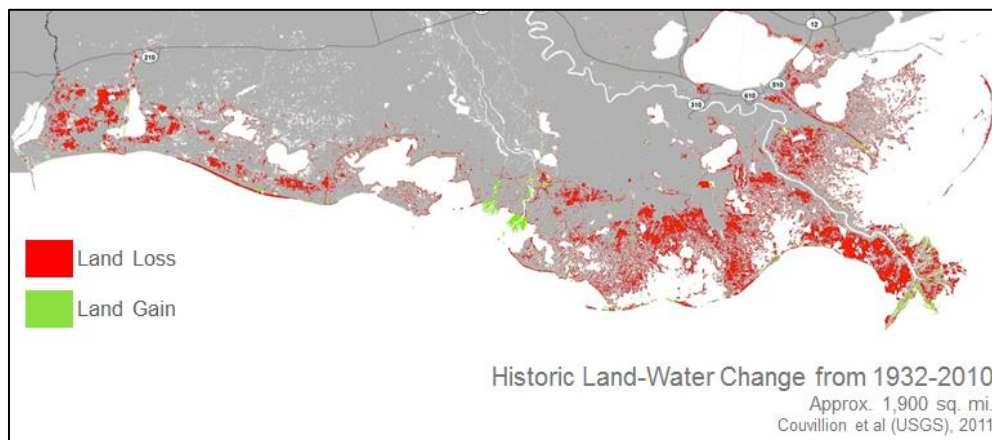 12
210
510
610
310
Land Loss
Land Gain
Historic Land-Water Change from 1932-2010
Approx. 1,900 sq. mi.
Couvillion et al (USGS), 2011